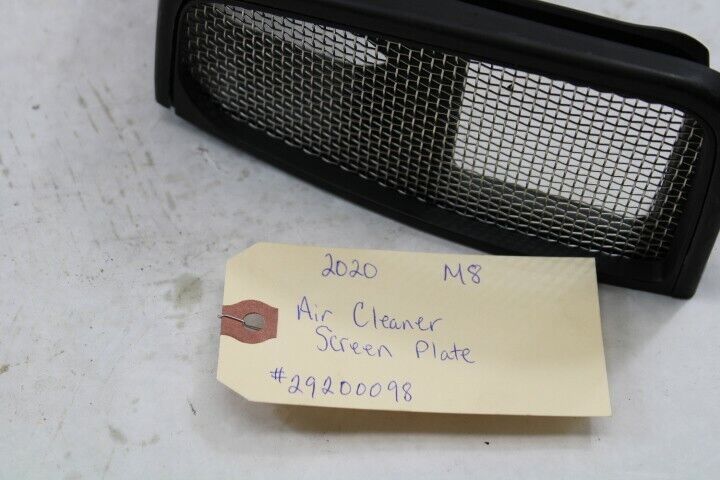 2020 M8
Air Cleaner
Screen Plate
#29200098